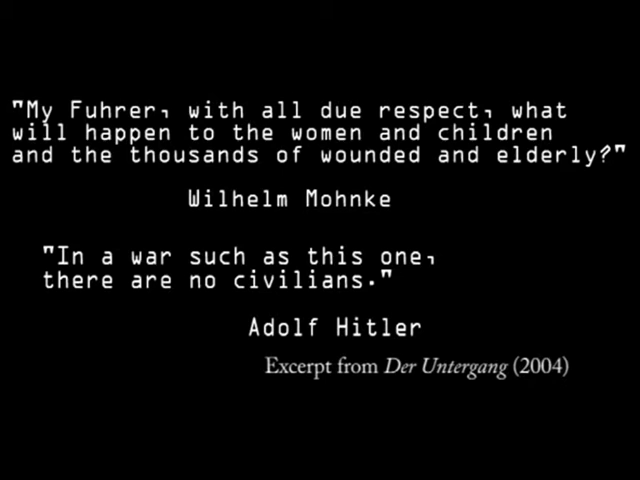 "My Fuhrer, with all due respect, what
will happen to the women and children
and the thousands of wounded and elderly?"
Wilhelm Mohnke
"In a war such as this one,
there are no civilians."
Adolf Hitler
Excerpt from Der Untergang (2004)